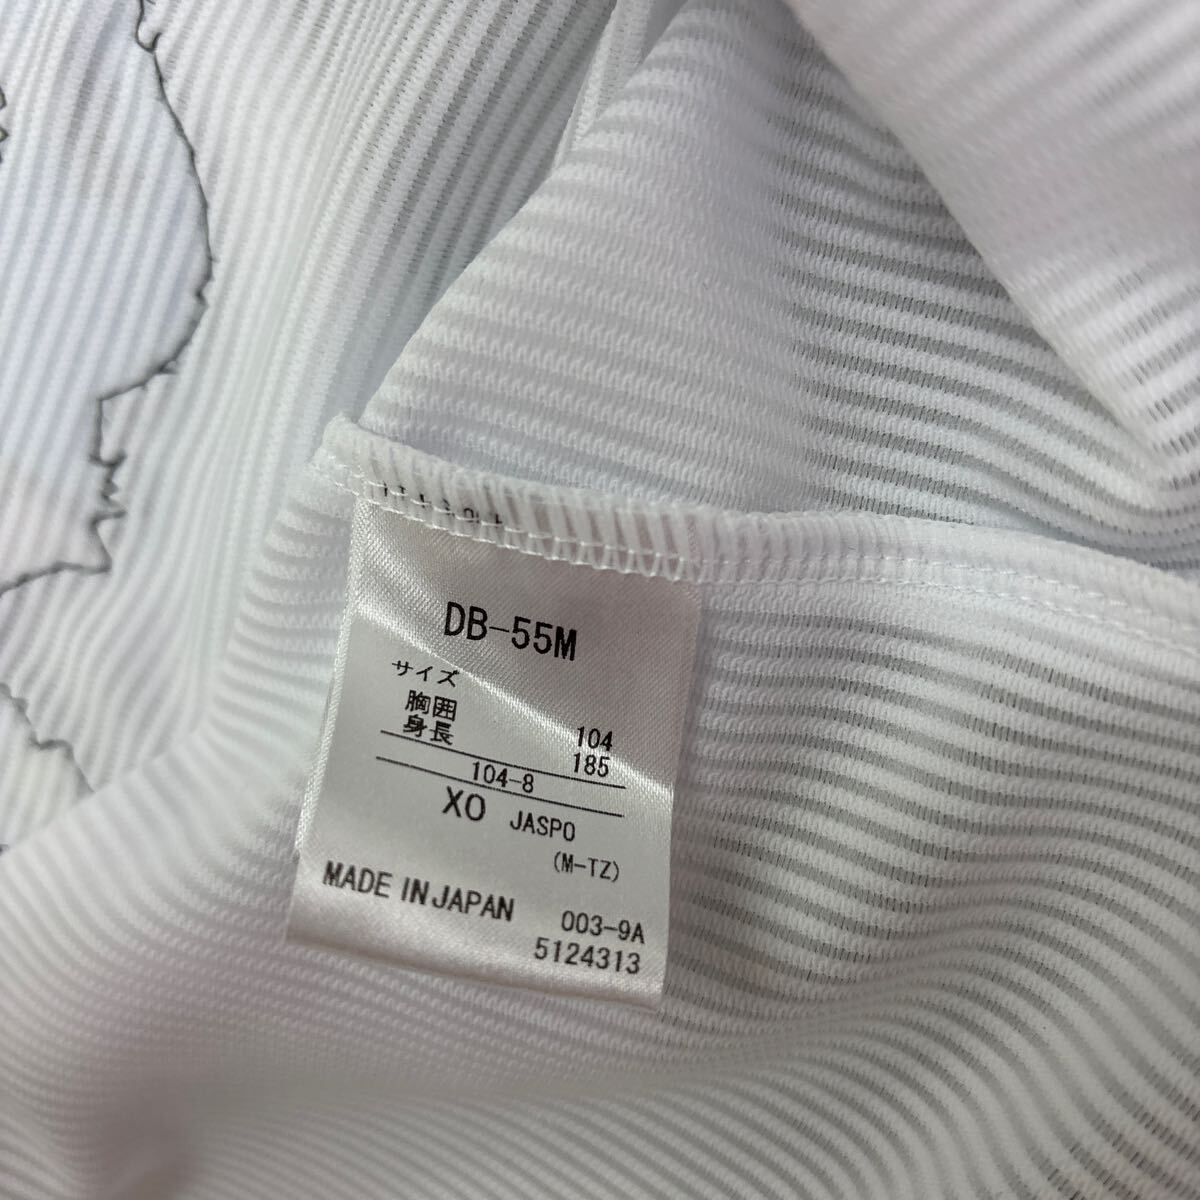 DB-55M
サイズ
胸囲 104
身長 185
104-8
XO JASPO
(M-TZ)
MADE IN JAPAN 003-9A
5124313